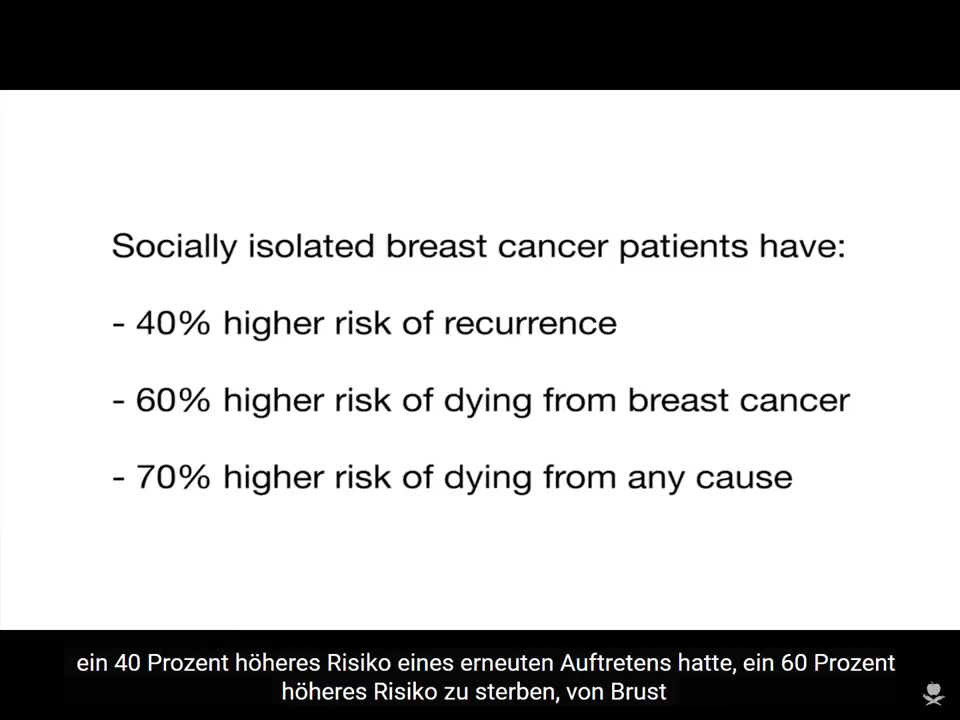 Socially isolated breast cancer patients have:
- 40% higher risk of recurrence
- 60% higher risk of dying from breast cancer
- 70% higher risk of dying from any cause
ein 40 Prozent höheres Risiko eines erneuten Auftretens hatte, ein 60 Prozent
höheres Risiko zu sterben, von Brust